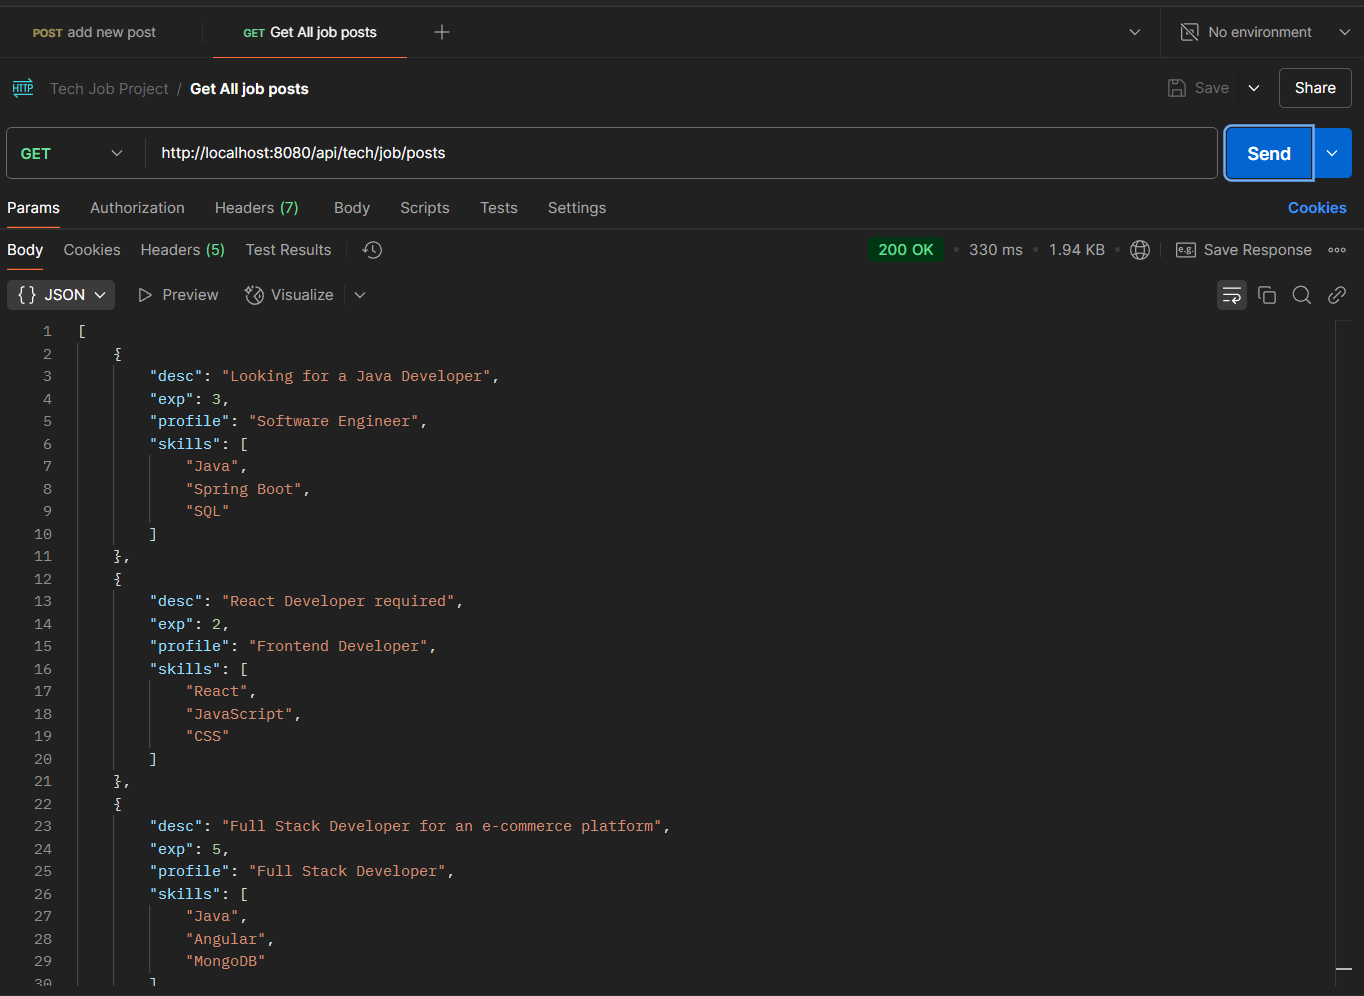 POST add new post GET Get All job posts No environment
HTTP Tech Job Project / Get All job posts Save Share
GET http://localhost:8080/api/tech/job/posts Send
Params Authorization Headers (7) Body Scripts Tests Settings Cookies
Body Cookies Headers (5) Test Results 200 OK • 330 ms • 1.94 KB • e.g. Save Response
{} JSON Preview Visualize
1 [
2 {
3 "desc": "Looking for a Java Developer",
4 "exp": 3,
5 "profile": "Software Engineer",
6 "skills": [
7 "Java",
8 "Spring Boot",
9 "SQL"
10 ]
11 },
12 {
13 "desc": "React Developer required",
14 "exp": 2,
15 "profile": "Frontend Developer",
16 "skills": [
17 "React",
18 "JavaScript",
19 "CSS"
20 ]
21 },
22 {
23 "desc": "Full Stack Developer for an e-commerce platform",
24 "exp": 5,
25 "profile": "Full Stack Developer",
26 "skills": [
27 "Java",
28 "Angular",
29 "MongoDB"
30 ]